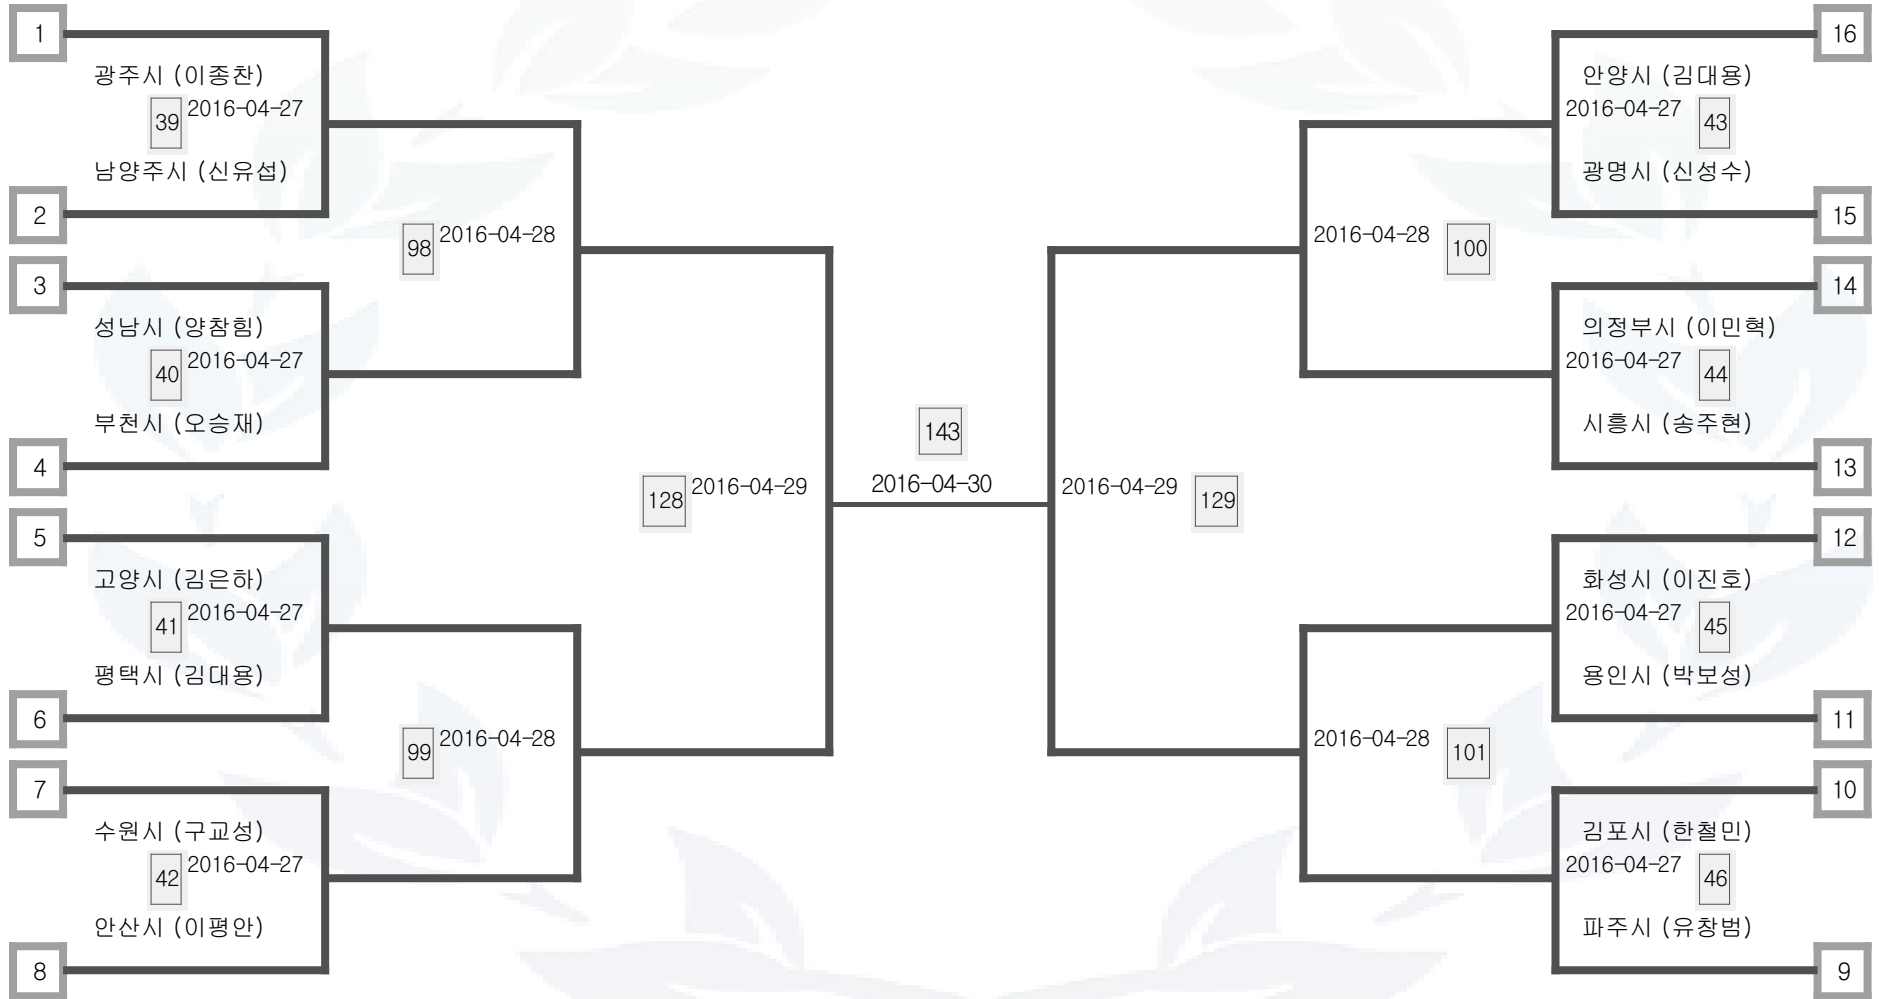 1
광주시 (이종찬)
39 2016-04-27
남양주시 (신유섭)
2
98 2016-04-28
3
성남시 (양참힘)
40 2016-04-27
부천시 (오승재)
4
128 2016-04-29
5
고양시 (김은하)
41 2016-04-27
평택시 (김대용)
6
99 2016-04-28
7
수원시 (구교성)
42 2016-04-27
안산시 (이평안)
8
143
2016-04-30
16
안양시 (김대용)
2016-04-27 43
광명시 (신성수)
15
2016-04-28 100
14
의정부시 (이민혁)
2016-04-27 44
시흥시 (송주현)
13
2016-04-29 129
12
화성시 (이진호)
2016-04-27 45
용인시 (박보성)
11
2016-04-28 101
10
김포시 (한철민)
2016-04-27 46
파주시 (유창범)
9